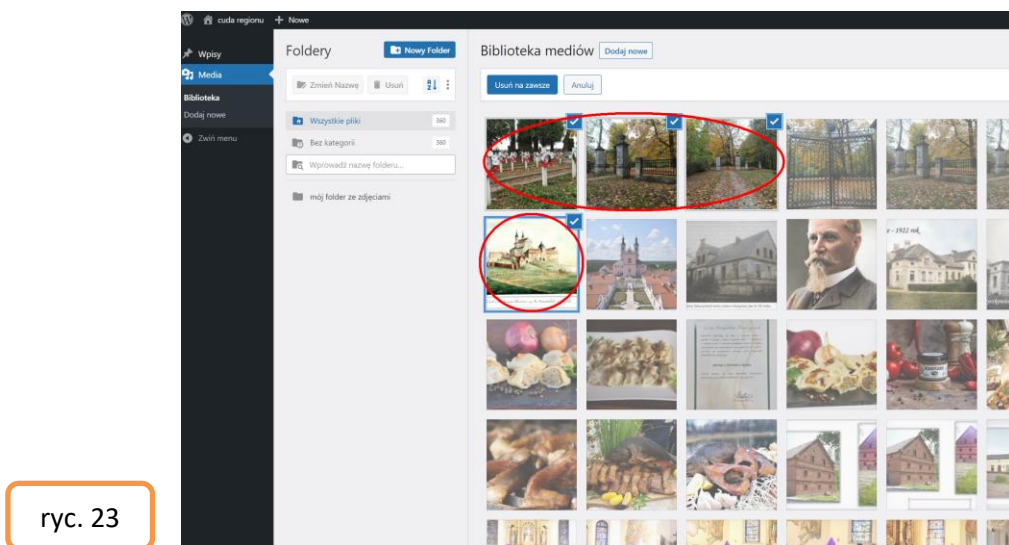 cuda regionu + Nowe
Wpisy
Media
Biblioteka
Dodaj nowe
Zwiń menu
Foldery
Nowy Folder
Zmień Nazwę
Usuń
Wszystkie pliki 360
Bez kategorii 360
Wprowadź nazwę folderu...
mój folder ze zdjęciami
Biblioteka mediów Dodaj nowe
Usuń na zawsze Anuluj
- 1922 rok
ryc. 23